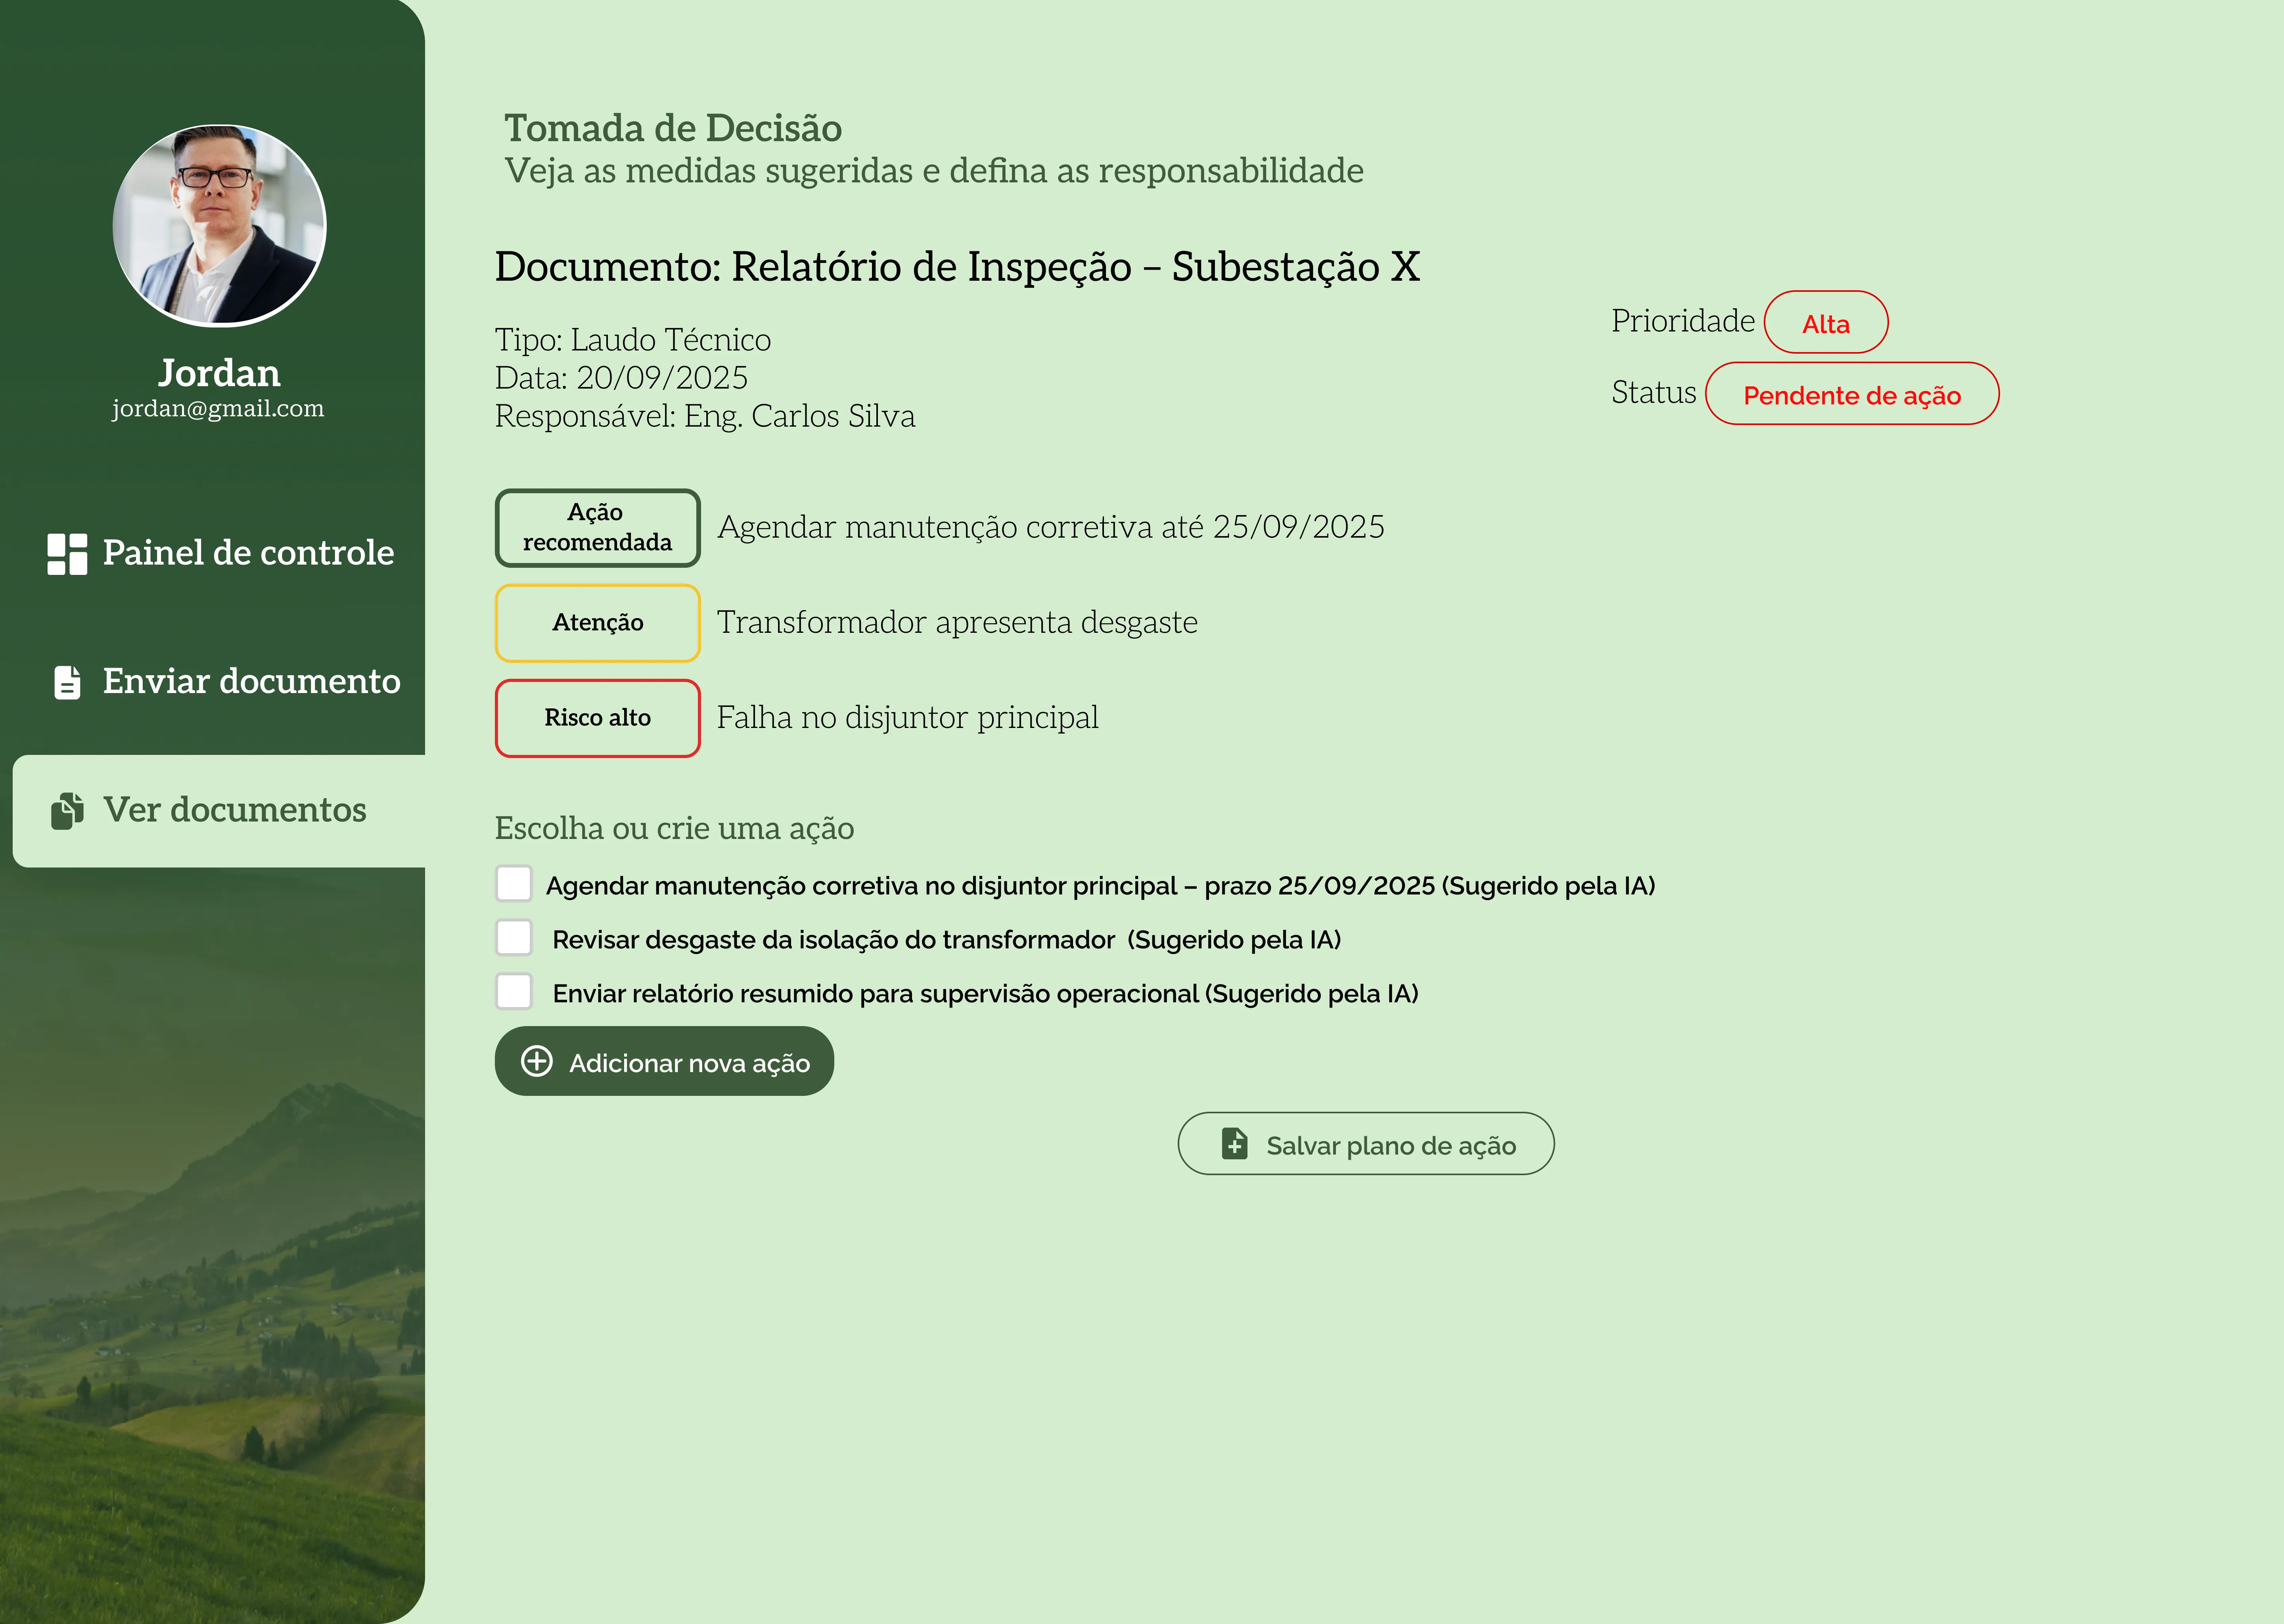 Jordan
jordan@gmail.com
Painel de controle
Enviar documento
Ver documentos
Tomada de Decisão
Veja as medidas sugeridas e defina as responsabilidade
Documento: Relatório de Inspeção – Subestação X
Tipo: Laudo Técnico
Data: 20/09/2025
Responsável: Eng. Carlos Silva
Prioridade Alta
Status Pendente de ação
Ação
recomendada
Agendar manutenção corretiva até 25/09/2025
Atenção
Transformador apresenta desgaste
Risco alto
Falha no disjuntor principal
Escolha ou crie uma ação
Agendar manutenção corretiva no disjuntor principal – prazo 25/09/2025 (Sugerido pela IA)
Revisar desgaste da isolação do transformador (Sugerido pela IA)
Enviar relatório resumido para supervisão operacional (Sugerido pela IA)
Adicionar nova ação
Salvar plano de ação